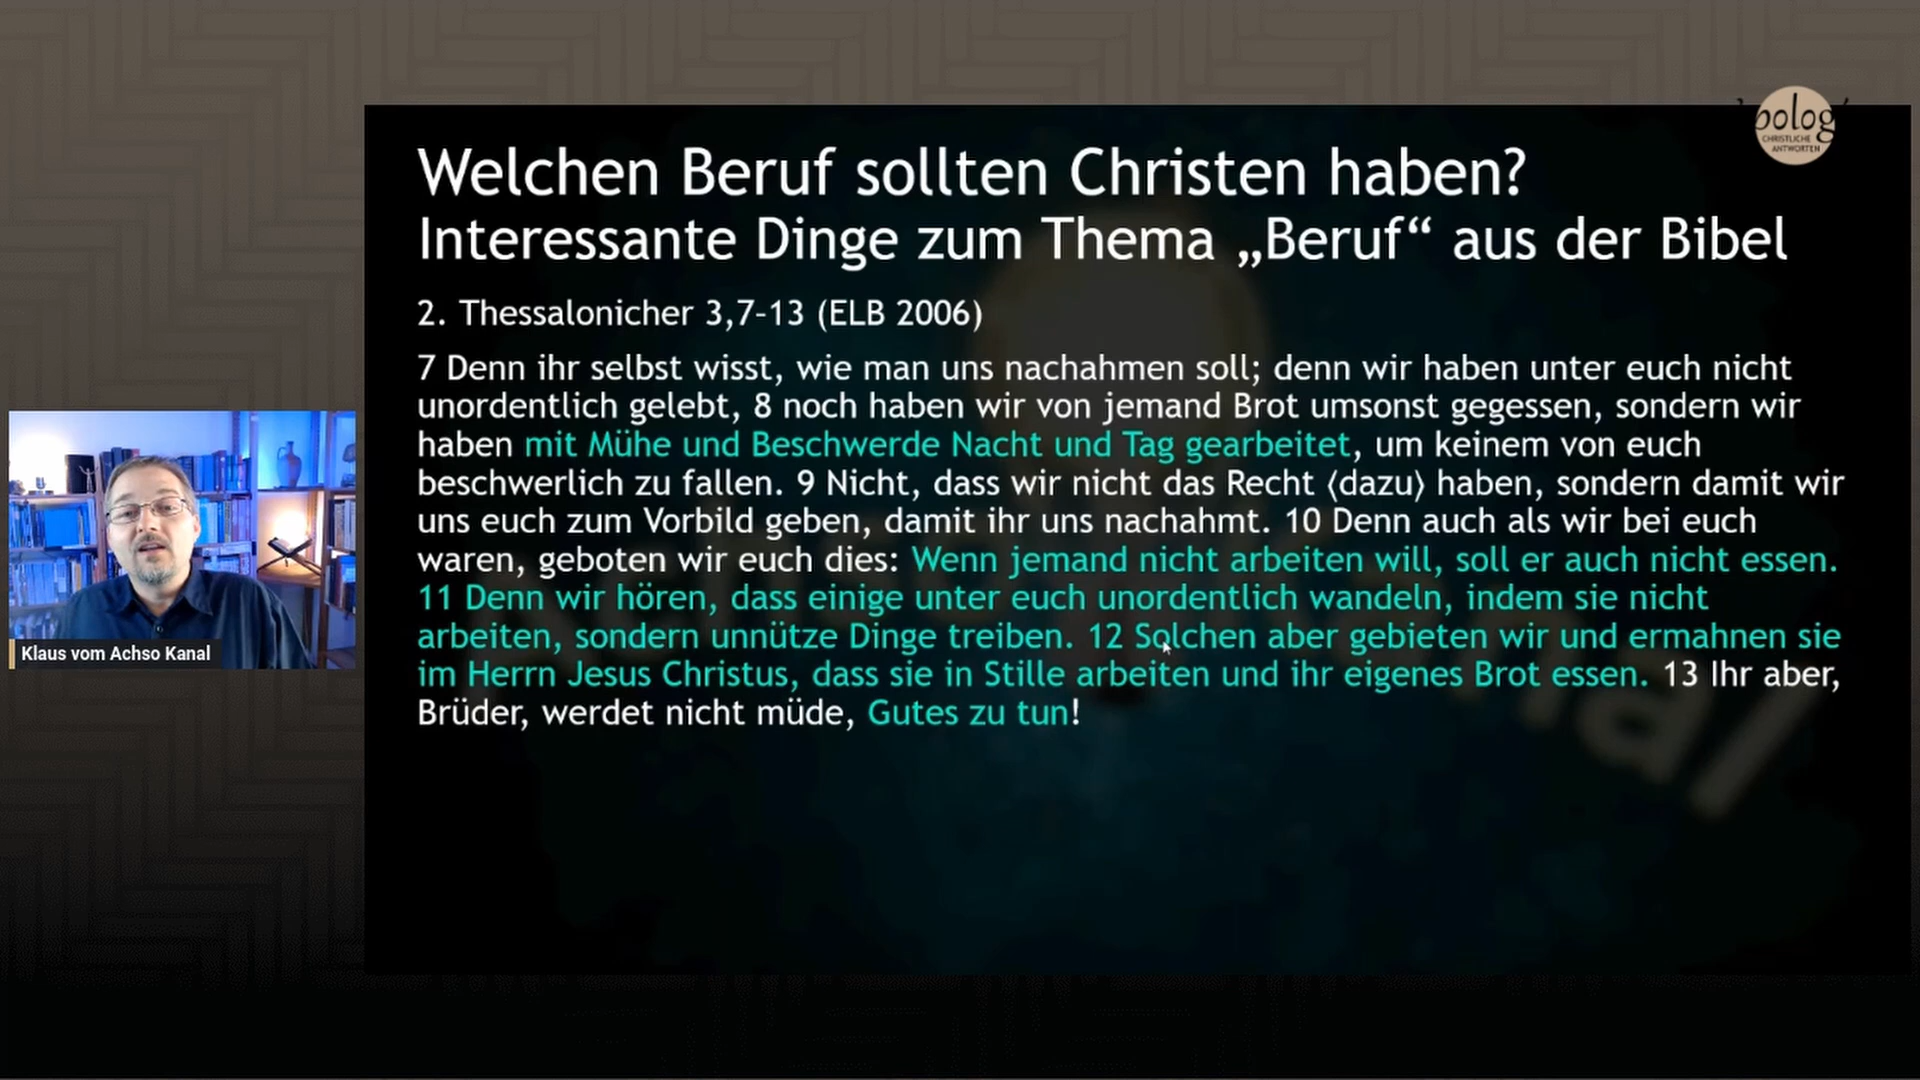 Welchen Beruf sollten Christen haben?
Interessante Dinge zum Thema „Beruf“ aus der Bibel
2. Thessalonicher 3,7-13 (ELB 2006)
7 Denn ihr selbst wisst, wie man uns nachahmen soll; denn wir haben unter euch nicht
unordentlich gelebt, 8 noch haben wir von jemand Brot umsonst gegessen, sondern wir
haben mit Mühe und Beschwerde Nacht und Tag gearbeitet, um keinem von euch
beschwerlich zu fallen. 9 Nicht, dass wir nicht das Recht ⟨dazu⟩ haben, sondern damit wir
uns euch zum Vorbild geben, damit ihr uns nachahmt. 10 Denn auch als wir bei euch
waren, geboten wir euch dies: Wenn jemand nicht arbeiten will, soll er auch nicht essen.
11 Denn wir hören, dass einige unter euch unordentlich wandeln, indem sie nicht
arbeiten, sondern unnütze Dinge treiben. 12 Solchen aber gebieten wir und ermahnen sie
im Herrn Jesus Christus, dass sie in Stille arbeiten und ihr eigenes Brot essen. 13 Ihr aber,
Brüder, werdet nicht müde, Gutes zu tun!
Klaus vom Achso Kanal
CHRISTLICHE
ANTWORTEN